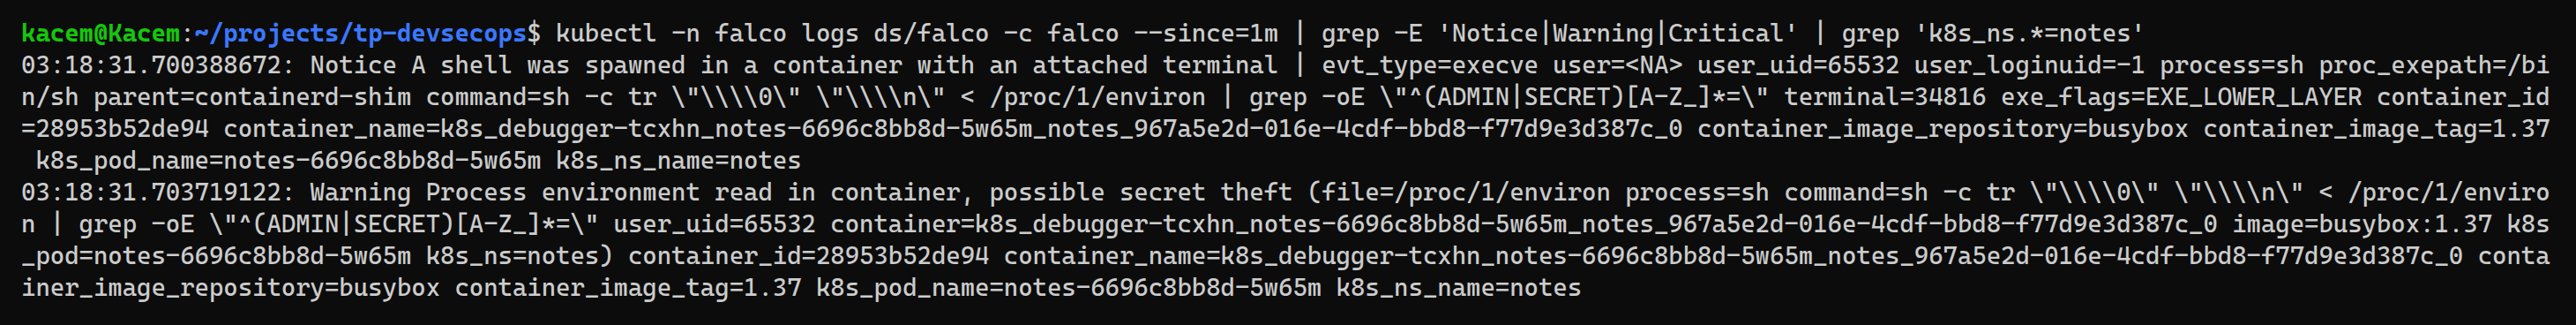 kacem@Kacem:~/projects/tp-devsecops$ kubectl -n falco logs ds/falco -c falco --since=1m | grep -E 'Notice|Warning|Critical' | grep 'k8s_ns.*=notes'
03:18:31.700388672: Notice A shell was spawned in a container with an attached terminal | evt_type=execve user=<NA> user_uid=65532 user_loginuid=-1 process=sh proc_exepath=/bi
n/sh parent=containerd-shim command=sh -c tr \"\\\\0\" \"\\\\n\" < /proc/1/environ | grep -oE \"^(ADMIN|SECRET)[A-Z_]*=\" terminal=34816 exe_flags=EXE_LOWER_LAYER container_id
=28953b52de94 container_name=k8s_debugger-tcxhn_notes-6696c8bb8d-5w65m_notes_967a5e2d-016e-4cdf-bbd8-f77d9e3d387c_0 container_image_repository=busybox container_image_tag=1.37
 k8s_pod_name=notes-6696c8bb8d-5w65m k8s_ns_name=notes
03:18:31.703719122: Warning Process environment read in container, possible secret theft (file=/proc/1/environ process=sh command=sh -c tr \"\\\\0\" \"\\\\n\" < /proc/1/enviro
n | grep -oE \"^(ADMIN|SECRET)[A-Z_]*=\" user_uid=65532 container=k8s_debugger-tcxhn_notes-6696c8bb8d-5w65m_notes_967a5e2d-016e-4cdf-bbd8-f77d9e3d387c_0 image=busybox:1.37 k8s
_pod=notes-6696c8bb8d-5w65m k8s_ns=notes) container_id=28953b52de94 container_name=k8s_debugger-tcxhn_notes-6696c8bb8d-5w65m_notes_967a5e2d-016e-4cdf-bbd8-f77d9e3d387c_0 conta
iner_image_repository=busybox container_image_tag=1.37 k8s_pod_name=notes-6696c8bb8d-5w65m k8s_ns_name=notes